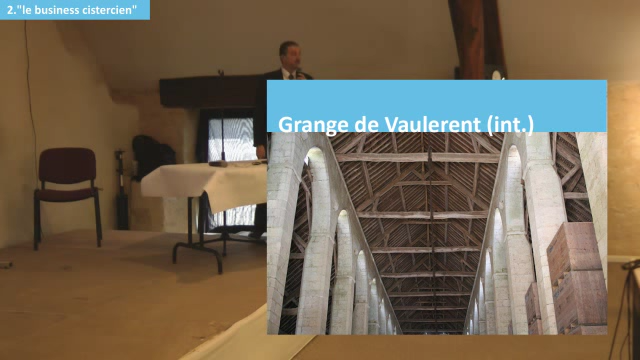 2."le business cistercien"
Grange de Vaulerent (int.)